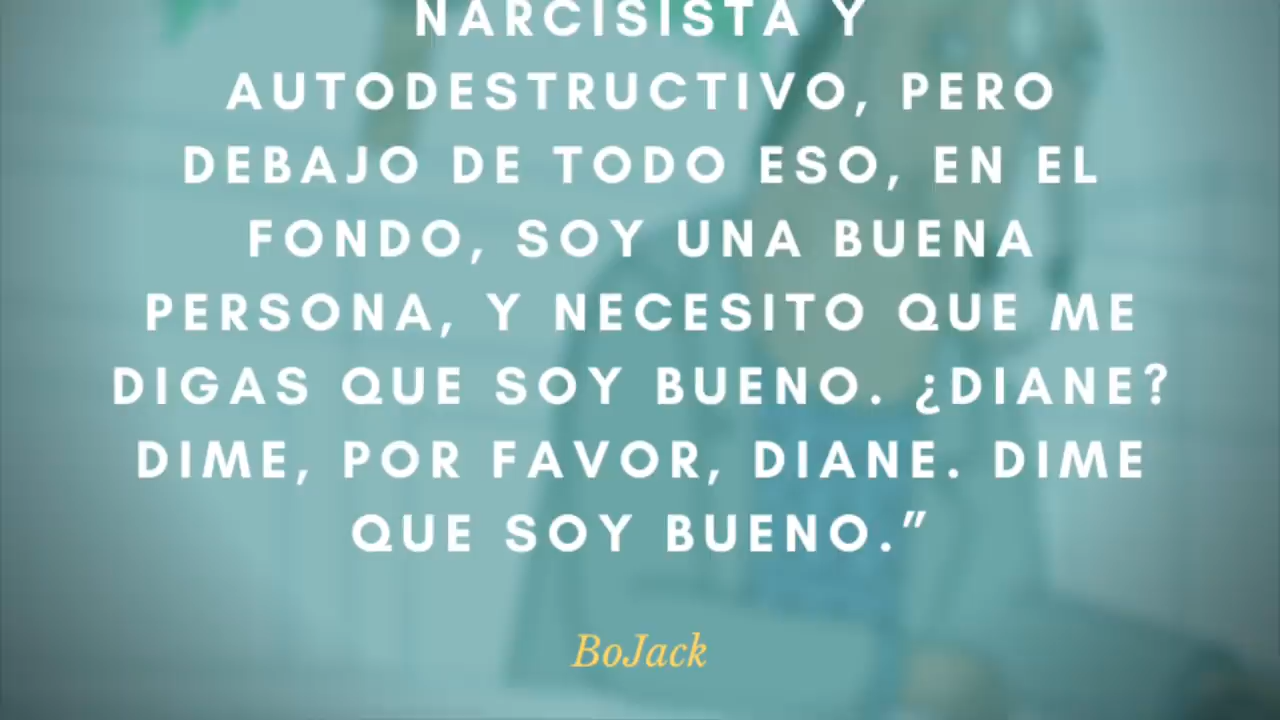 NARCISISTA Y
AUTODESTRUCTIVO, PERO
DEBAJO DE TODO ESO, EN EL
FONDO, SOY UNA BUENA
PERSONA, Y NECESITO QUE ME
DIGAS QUE SOY BUENO. ¿DIANE?
DIME, POR FAVOR, DIANE. DIME
QUE SOY BUENO.”
BoJack